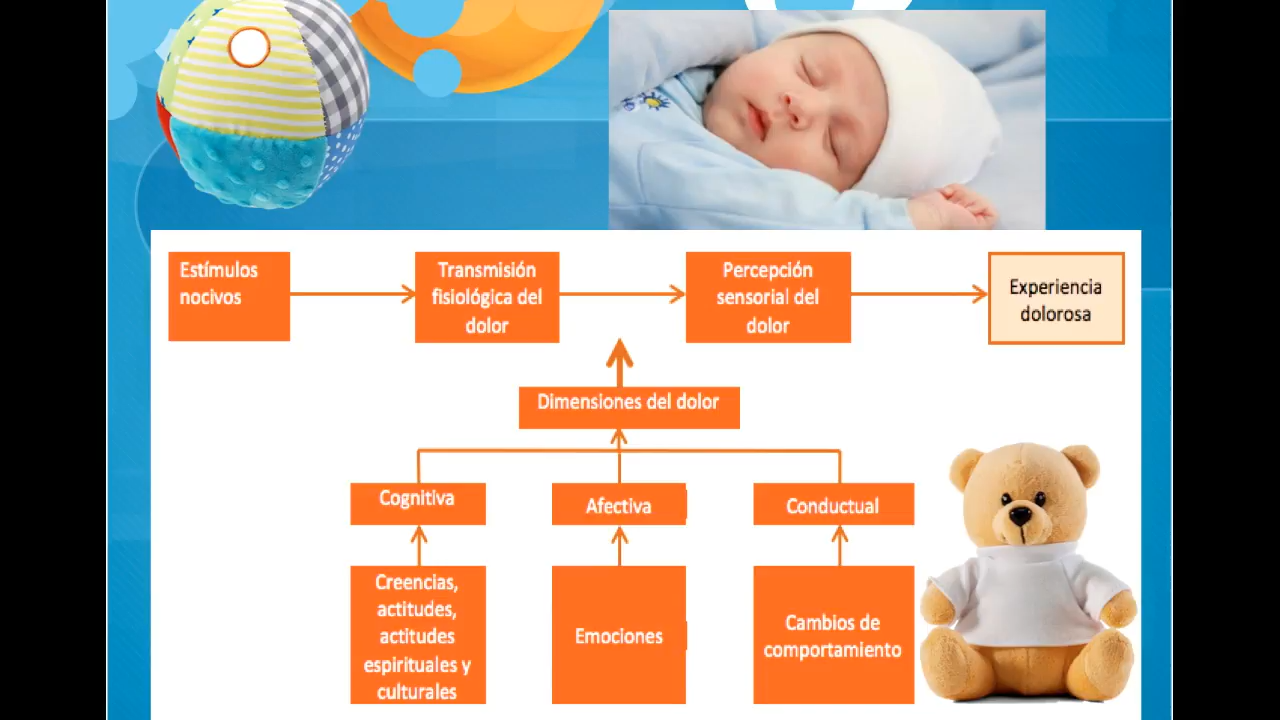 Estímulos
nocivos
Transmisión
fisiológica del
dolor
Percepción
sensorial del
dolor
Experiencia
dolorosa
Dimensiones del dolor
Cognitiva
Afectiva
Conductual
Creencias,
actitudes,
actitudes
espirituales y
culturales
Emociones
Cambios de
comportamiento